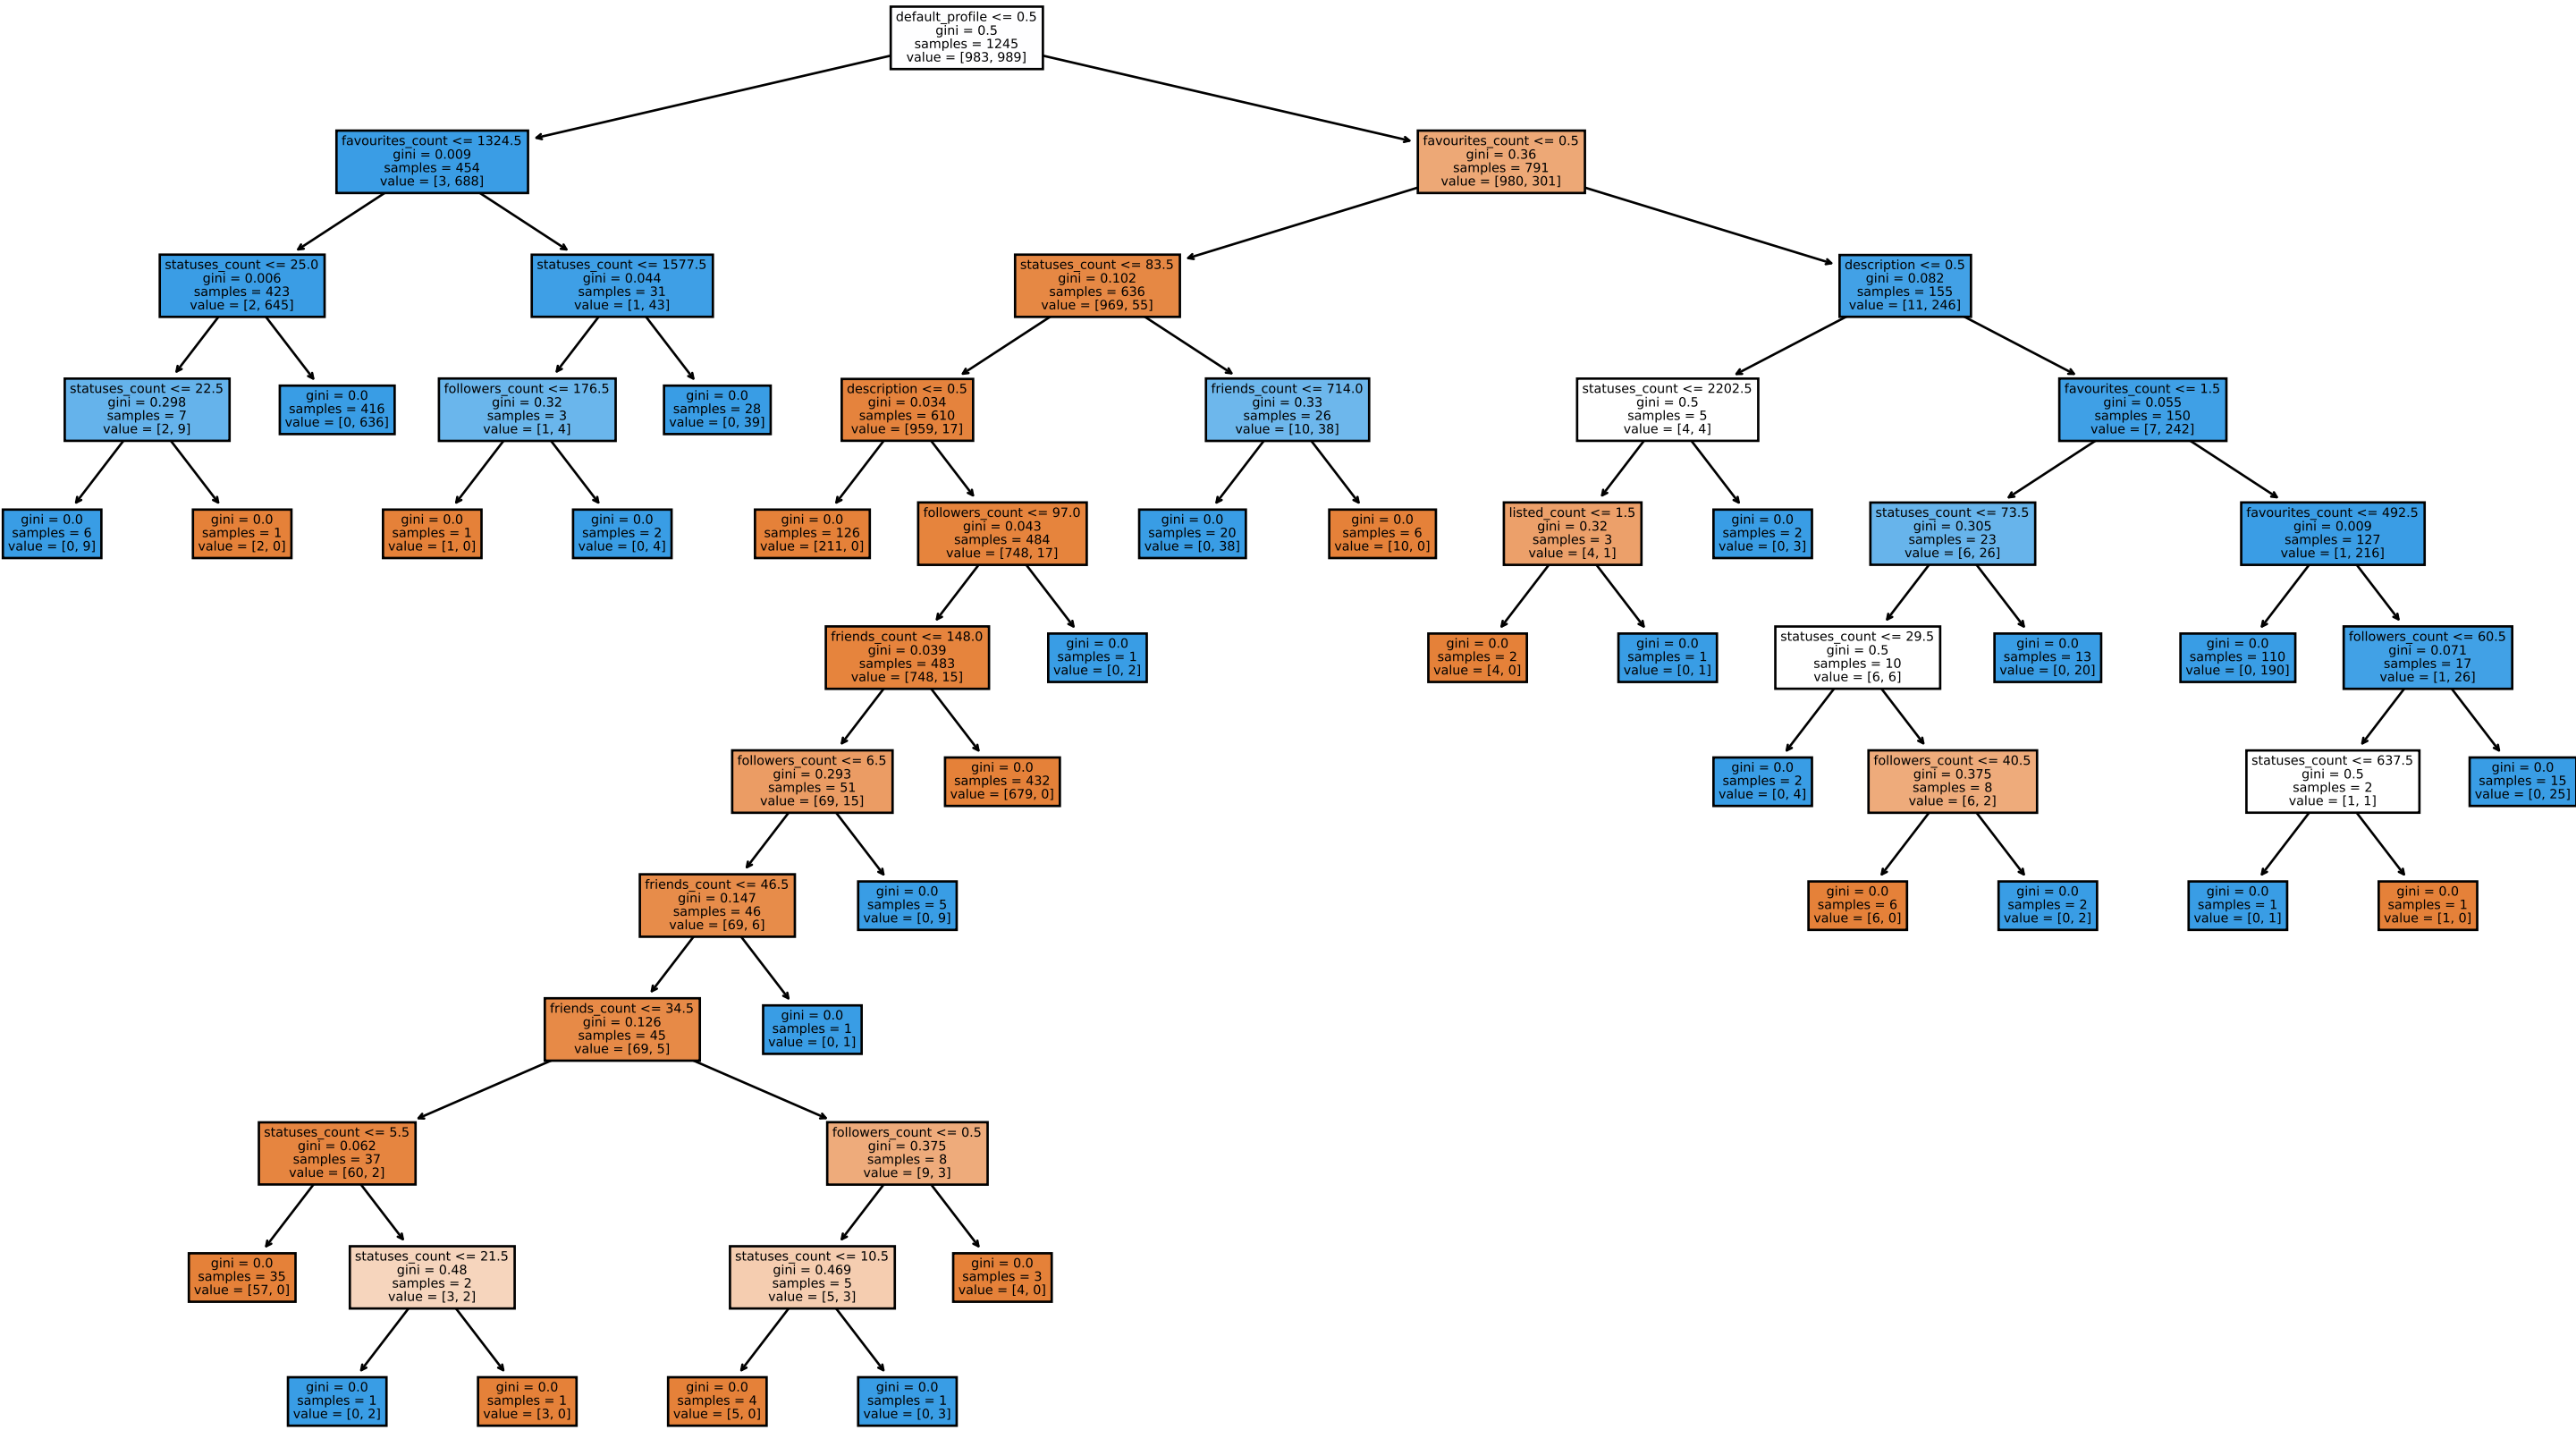 default_profile <= 0.5
gini = 0.5
samples = 1245
value = [983, 989]
favourites_count <= 1324.5
gini = 0.009
samples = 454
value = [3, 688]
favourites_count <= 0.5
gini = 0.36
samples = 791
value = [980, 301]
statuses_count <= 25.0
gini = 0.006
samples = 423
value = [2, 645]
statuses_count <= 1577.5
gini = 0.044
samples = 31
value = [1, 43]
statuses_count <= 83.5
gini = 0.102
samples = 636
value = [969, 55]
description <= 0.5
gini = 0.082
samples = 155
value = [11, 246]
statuses_count <= 22.5
gini = 0.298
samples = 7
value = [2, 9]
gini = 0.0
samples = 416
value = [0, 636]
followers_count <= 176.5
gini = 0.32
samples = 3
value = [1, 4]
gini = 0.0
samples = 28
value = [0, 39]
description <= 0.5
gini = 0.034
samples = 610
value = [959, 17]
friends_count <= 714.0
gini = 0.33
samples = 26
value = [10, 38]
statuses_count <= 2202.5
gini = 0.5
samples = 5
value = [4, 4]
favourites_count <= 1.5
gini = 0.055
samples = 150
value = [7, 242]
gini = 0.0
samples = 6
value = [0, 9]
gini = 0.0
samples = 1
value = [2, 0]
gini = 0.0
samples = 1
value = [1, 0]
gini = 0.0
samples = 2
value = [0, 4]
gini = 0.0
samples = 126
value = [211, 0]
followers_count <= 97.0
gini = 0.043
samples = 484
value = [748, 17]
gini = 0.0
samples = 20
value = [0, 38]
gini = 0.0
samples = 6
value = [10, 0]
listed_count <= 1.5
gini = 0.32
samples = 3
value = [4, 1]
gini = 0.0
samples = 2
value = [0, 3]
statuses_count <= 73.5
gini = 0.305
samples = 23
value = [6, 26]
favourites_count <= 492.5
gini = 0.009
samples = 127
value = [1, 216]
friends_count <= 148.0
gini = 0.039
samples = 483
value = [748, 15]
gini = 0.0
samples = 1
value = [0, 2]
gini = 0.0
samples = 2
value = [4, 0]
gini = 0.0
samples = 1
value = [0, 1]
statuses_count <= 29.5
gini = 0.5
samples = 10
value = [6, 6]
gini = 0.0
samples = 13
value = [0, 20]
gini = 0.0
samples = 110
value = [0, 190]
followers_count <= 60.5
gini = 0.071
samples = 17
value = [1, 26]
followers_count <= 6.5
gini = 0.293
samples = 51
value = [69, 15]
gini = 0.0
samples = 432
value = [679, 0]
gini = 0.0
samples = 2
value = [0, 4]
followers_count <= 40.5
gini = 0.375
samples = 8
value = [6, 2]
statuses_count <= 637.5
gini = 0.5
samples = 2
value = [1, 1]
gini = 0.0
samples = 15
value = [0, 25]
friends_count <= 46.5
gini = 0.147
samples = 46
value = [69, 6]
gini = 0.0
samples = 5
value = [0, 9]
gini = 0.0
samples = 6
value = [6, 0]
gini = 0.0
samples = 2
value = [0, 2]
gini = 0.0
samples = 1
value = [0, 1]
gini = 0.0
samples = 1
value = [1, 0]
friends_count <= 34.5
gini = 0.126
samples = 45
value = [69, 5]
gini = 0.0
samples = 1
value = [0, 1]
statuses_count <= 5.5
gini = 0.062
samples = 37
value = [60, 2]
followers_count <= 0.5
gini = 0.375
samples = 8
value = [9, 3]
gini = 0.0
samples = 35
value = [57, 0]
statuses_count <= 21.5
gini = 0.48
samples = 2
value = [3, 2]
statuses_count <= 10.5
gini = 0.469
samples = 5
value = [5, 3]
gini = 0.0
samples = 3
value = [4, 0]
gini = 0.0
samples = 1
value = [0, 2]
gini = 0.0
samples = 1
value = [3, 0]
gini = 0.0
samples = 4
value = [5, 0]
gini = 0.0
samples = 1
value = [0, 3]